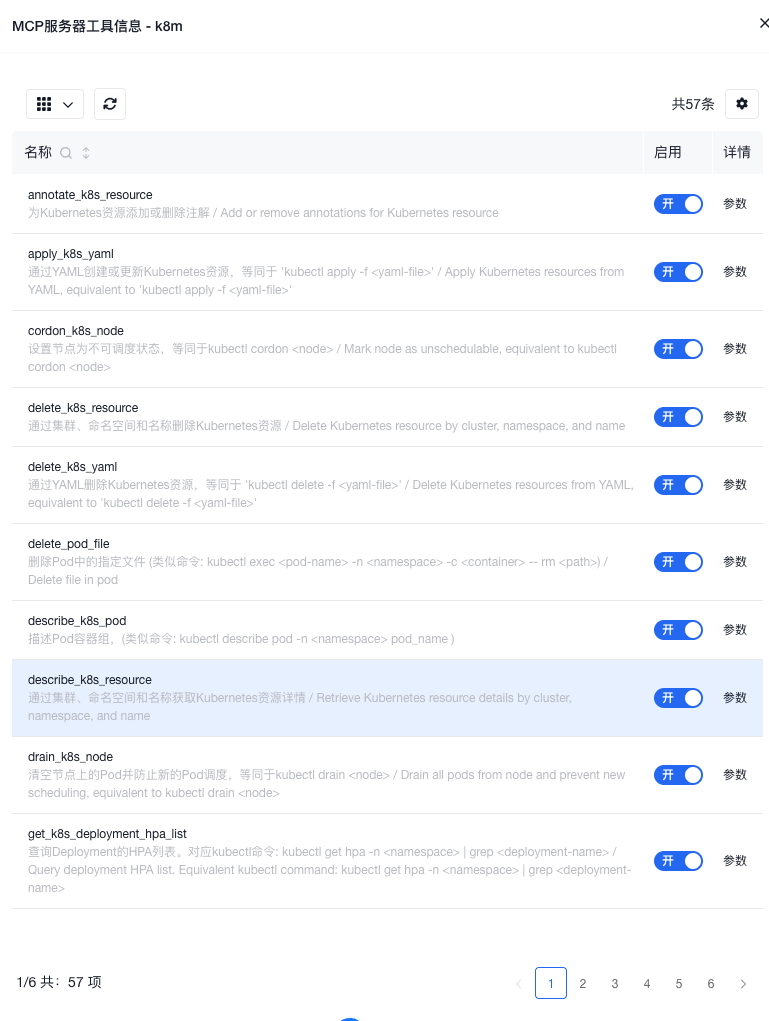 MCP服务器工具信息 - k8m
共57条
名称 启用 详情
annotate_k8s_resource
为Kubernetes资源添加或删除注解 / Add or remove annotations for Kubernetes resource
开 参数
apply_k8s_yaml
通过YAML创建或更新Kubernetes资源，等同于 'kubectl apply -f <yaml-file>' / Apply Kubernetes resources from
YAML, equivalent to 'kubectl apply -f <yaml-file>'
开 参数
cordon_k8s_node
设置节点为不可调度状态，等同于kubectl cordon <node> / Mark node as unschedulable, equivalent to kubectl
cordon <node>
开 参数
delete_k8s_resource
通过集群、命名空间和名称删除Kubernetes资源 / Delete Kubernetes resource by cluster, namespace, and name
开 参数
delete_k8s_yaml
通过YAML删除Kubernetes资源，等同于 'kubectl delete -f <yaml-file>' / Delete Kubernetes resources from YAML,
equivalent to 'kubectl delete -f <yaml-file>'
开 参数
delete_pod_file
删除Pod中的指定文件 (类似命令: kubectl exec <pod-name> -n <namespace> -c <container> -- rm <path>) /
Delete file in pod
开 参数
describe_k8s_pod
描述Pod容器组，(类似命令: kubectl describe pod -n <namespace> pod_name )
开 参数
describe_k8s_resource
通过集群、命名空间和名称获取Kubernetes资源详情 / Retrieve Kubernetes resource details by cluster,
namespace, and name
开 参数
drain_k8s_node
清空节点上的Pod并防止新的Pod调度，等同于kubectl drain <node> / Drain all pods from node and prevent new
scheduling, equivalent to kubectl drain <node>
开 参数
get_k8s_deployment_hpa_list
查询Deployment的HPA列表。对应kubectl命令: kubectl get hpa -n <namespace> | grep <deployment-name> /
Query deployment HPA list. Equivalent kubectl command: kubectl get hpa -n <namespace> | grep <deployment-
name>
开 参数
1/6 共：57 项
1 2 3 4 5 6